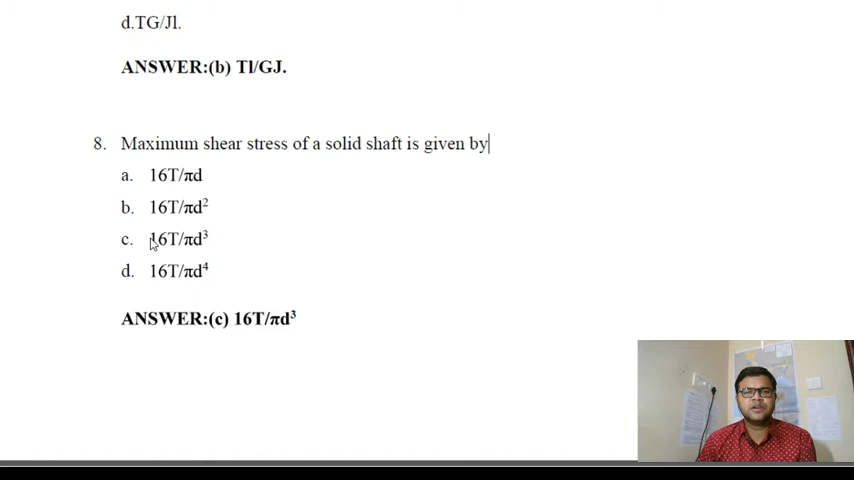 d.TG/Jl.
ANSWER:(b) Tl/GJ.
8. Maximum shear stress of a solid shaft is given by
a. 16T/πd
b. 16T/πd²
c. 16T/πd³
d. 16T/πd⁴
ANSWER:(c) 16T/πd³